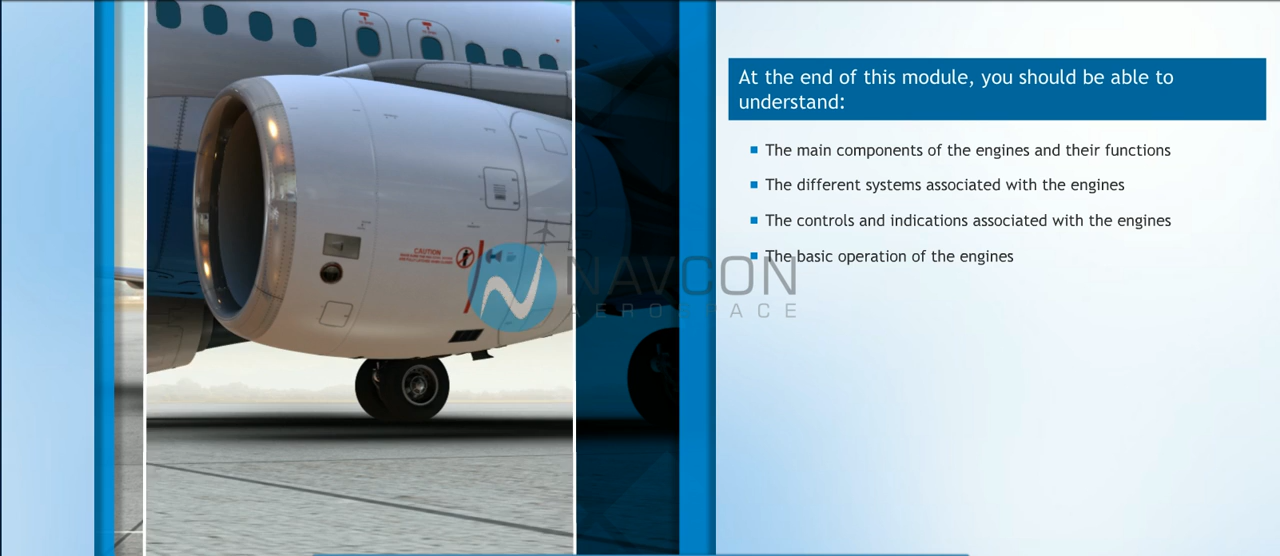 At the end of this module, you should be able to
understand:
The main components of the engines and their functions
The different systems associated with the engines
The controls and indications associated with the engines
The basic operation of the engines
CAUTION
NAVCON
AEROSPACE